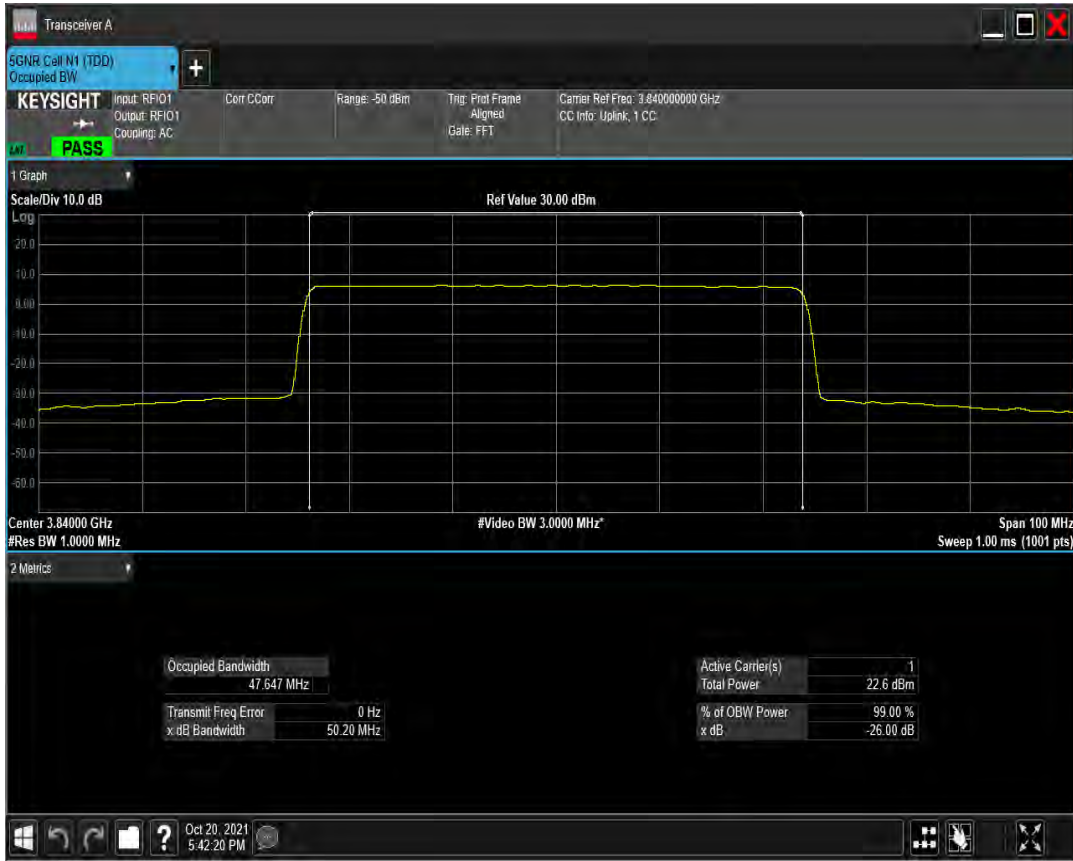 Transceiver A
5GNR Cell N1 (TDD)
Occupied BW
KEYSIGHT
PASS
Input: RFIO1
Output: RFIO1
Coupling: AC
Corr CCorr
Range: -50 dBm
Trig: Prot Frame
Aligned
Gate: FFT
Carrier Ref Freq: 3.840000000 GHz
CC Info: Uplink, 1 CC
1 Graph
Scale/Div 10.0 dB
Ref Value 30.00 dBm
Log
20.0
10.0
0.00
-10.0
-20.0
-30.0
-40.0
-50.0
-60.0
Center 3.84000 GHz
#Video BW 3.0000 MHz*
Span 100 MHz
#Res BW 1.0000 MHz
Sweep 1.00 ms (1001 pts)
2 Metrics
Occupied Bandwidth
47.647 MHz
Transmit Freq Error 0 Hz
x dB Bandwidth 50.20 MHz
Active Carrier(s) 1
Total Power 22.6 dBm
% of OBW Power 99.00 %
x dB -26.00 dB
?
Oct 20, 2021
5:42:20 PM